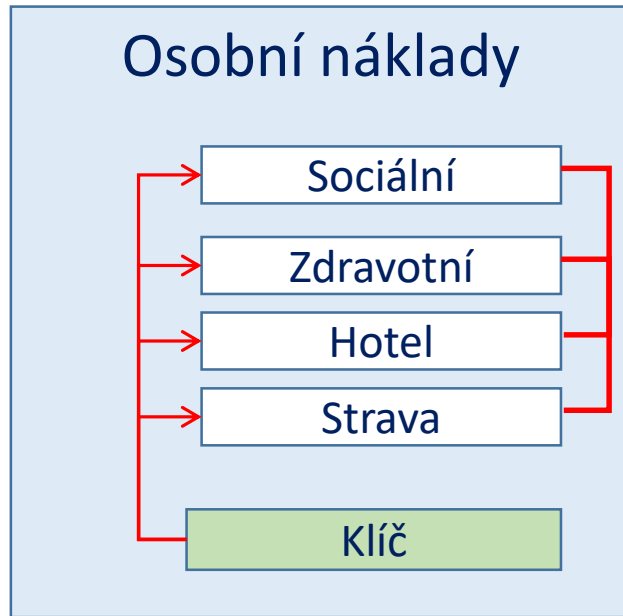 Osobní náklady
Sociální
Zdravotní
Hotel
Strava
Klíč